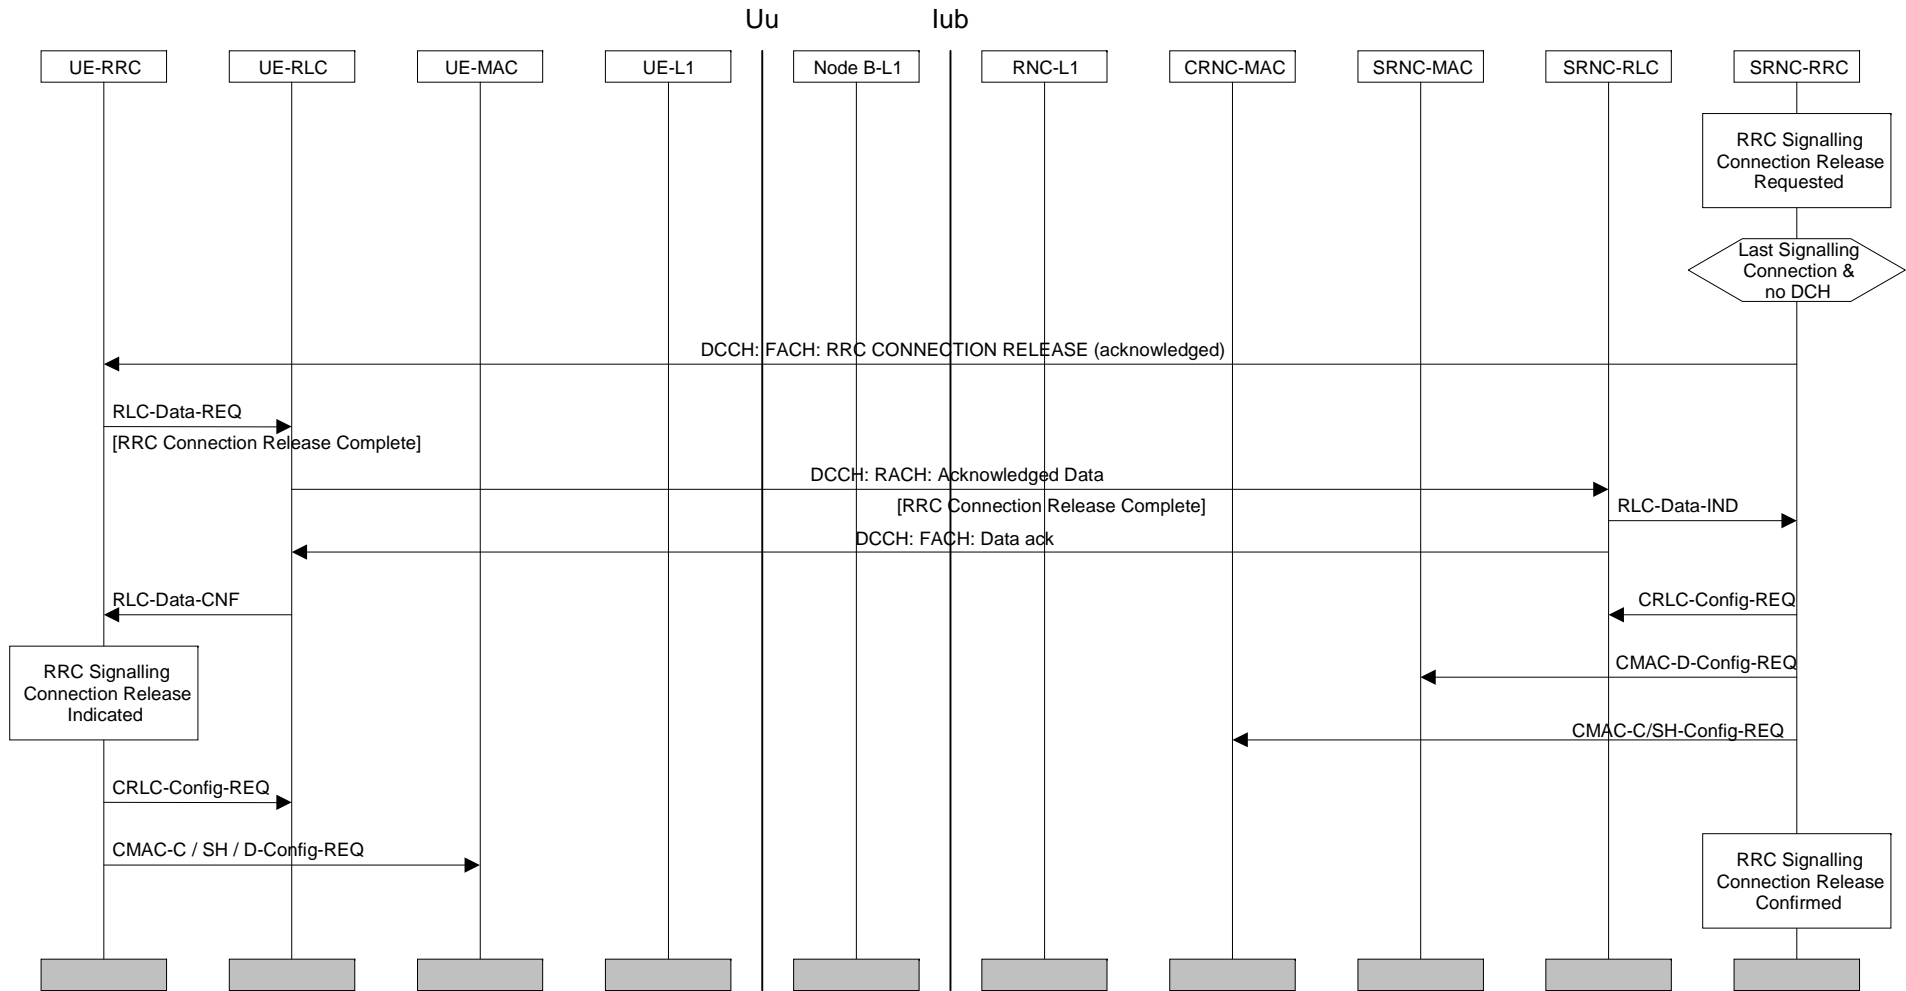 Uu
Iub
UE-RRC
UE-RLC
UE-MAC
UE-L1
Node B-L1
RNC-L1
CRNC-MAC
SRNC-MAC
SRNC-RLC
SRNC-RRC
RRC Signalling
Connection Release
Requested
Last Signalling
Connection &
no DCH
DCCH: FACH: RRC CONNECTION RELEASE (acknowledged)
RLC-Data-REQ
[RRC Connection Release Complete]
DCCH: RACH: Acknowledged Data
[RRC Connection Release Complete]
RLC-Data-IND
DCCH: FACH: Data ack
RLC-Data-CNF
CRLC-Config-REQ
RRC Signalling
Connection Release
Indicated
CMAC-D-Config-REQ
CMAC-C/SH-Config-REQ
CRLC-Config-REQ
CMAC-C / SH / D-Config-REQ
RRC Signalling
Connection Release
Confirmed